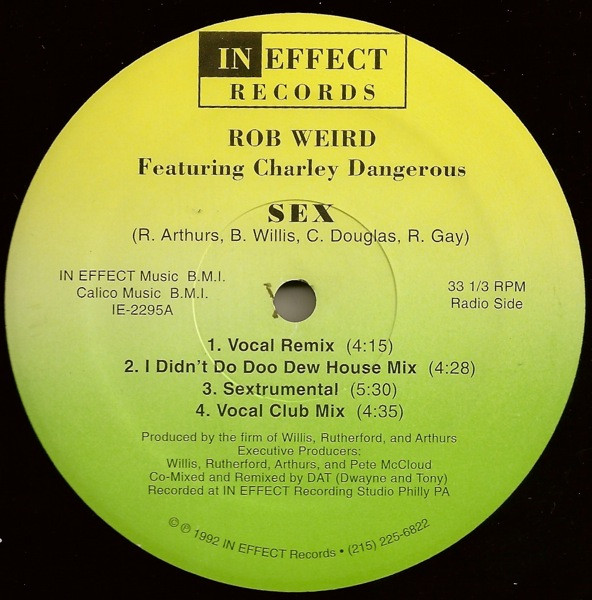 IN EFFECT
RECORDS
ROB WEIRD
Featuring Charley Dangerous
SEX
(R. Arthurs, B. Willis, C. Douglas, R. Gay)
IN EFFECT Music B.M.I.
Calico Music B.M.I.
IE-2295A
33 1/3 RPM
Radio Side
1. Vocal Remix (4:15)
2. I Didn't Do Doo Dew House Mix (4:28)
3. Sextrumental (5:30)
4. Vocal Club Mix (4:35)
Produced by the firm of Willis, Rutherford, and Arthurs
Executive Producers:
Willis, Rutherford, Arthurs, and Pete McCloud
Co-Mixed and Remixed by DAT (Dwayne and Tony)
Recorded at IN EFFECT Recording Studio Philly PA
© ℗ 1992 IN EFFECT Records • (215) 225-6822